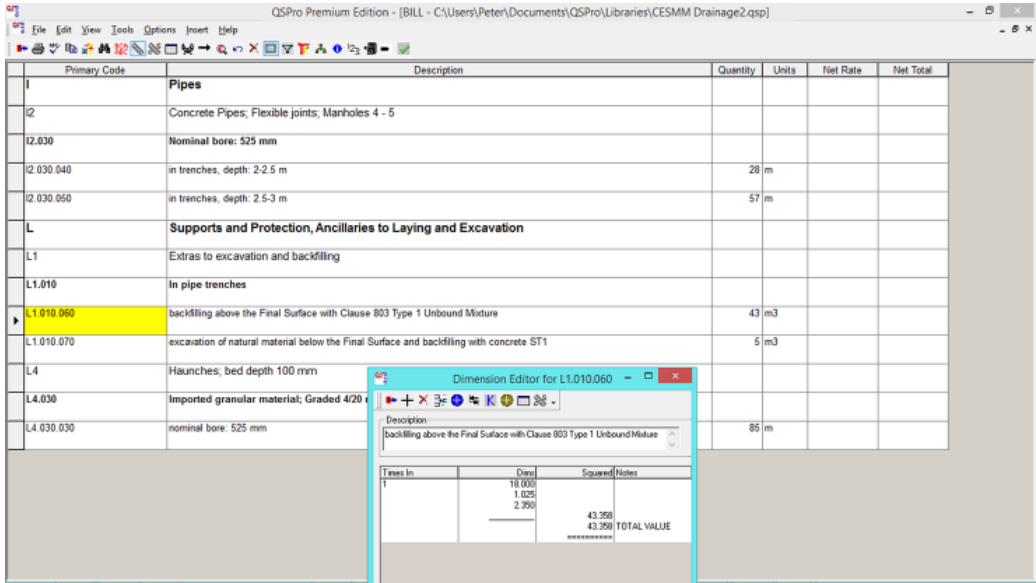 QSPro Premium Edition - [BILL - C:\Users\Peter\Documents\QSPro\Libraries\CESMM Drainage2.qsp]
File Edit View Tools Options Insert Help
Primary Code Description Quantity Units Net Rate Net Total
I Pipes
I2 Concrete Pipes; Flexible joints; Manholes 4 - 5
I2.030 Nominal bore: 525 mm
I2.030.040 in trenches, depth: 2-2.5 m 28 m
I2.030.050 in trenches, depth: 2.5-3 m 57 m
L Supports and Protection, Ancillaries to Laying and Excavation
L1 Extras to excavation and backfilling
L1.010 In pipe trenches
L1.010.060 backfilling above the Final Surface with Clause 803 Type 1 Unbound Mixture 43 m3
L1.010.070 excavation of natural material below the Final Surface and backfilling with concrete ST1 5 m3
L4 Haunches; bed depth 100 mm
L4.030 Imported granular material; Graded 4/20
L4.030.030 nominal bore: 525 mm 85 m
Dimension Editor for L1.010.060
Description
backfilling above the Final Surface with Clause 803 Type 1 Unbound Mixture
Times In Dims Squared Notes
1 18.000
1.025
2.350
43.358
43.358 TOTAL VALUE
==========